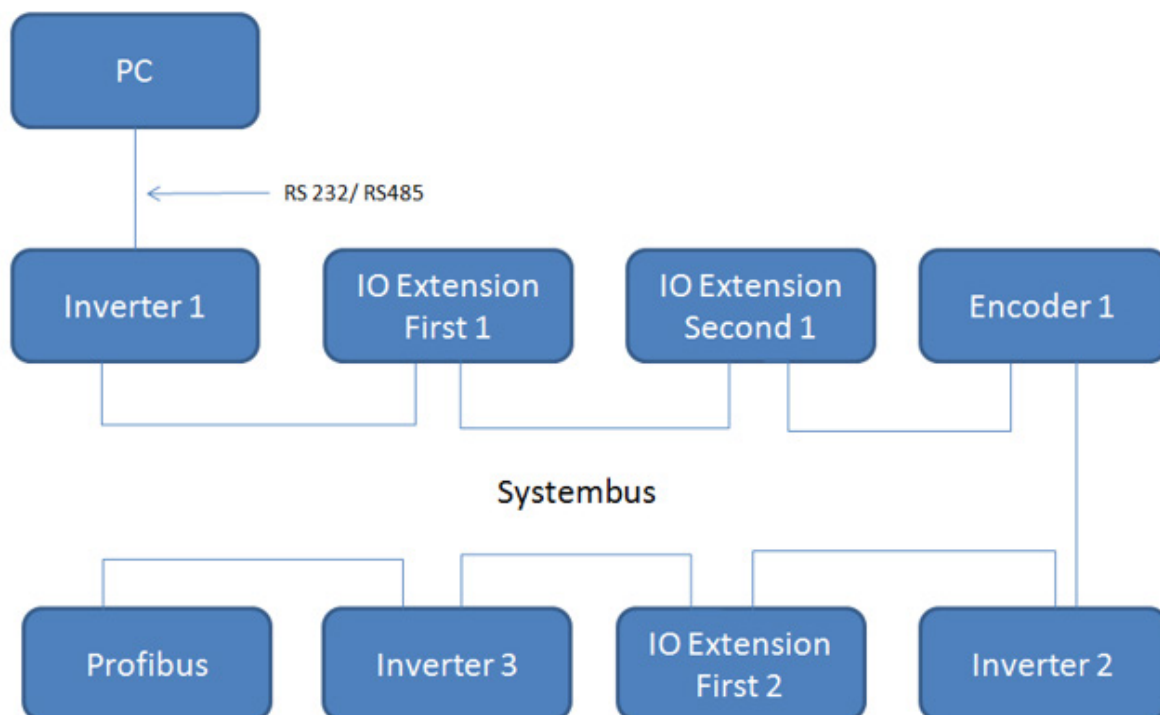 PC
RS 232/ RS485
Inverter 1
IO Extension
First 1
IO Extension
Second 1
Encoder 1
Systembus
Profibus
Inverter 3
IO Extension
First 2
Inverter 2